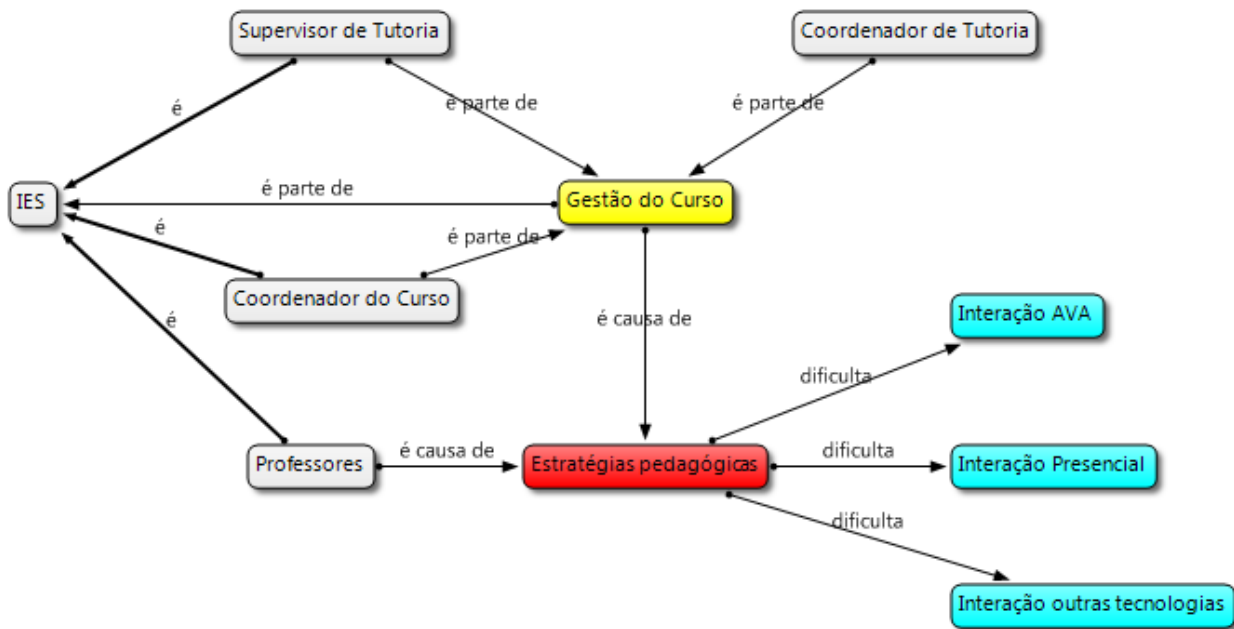 Supervisor de Tutoria
Coordenador de Tutoria
é
é parte de
é parte de
IES
é parte de
Gestão do Curso
é
é parte de
Coordenador do Curso
é
é causa de
Interação AVA
dificulta
Professores
é causa de
Estratégias pedagógicas
dificulta
Interação Presencial
dificulta
Interação outras tecnologias